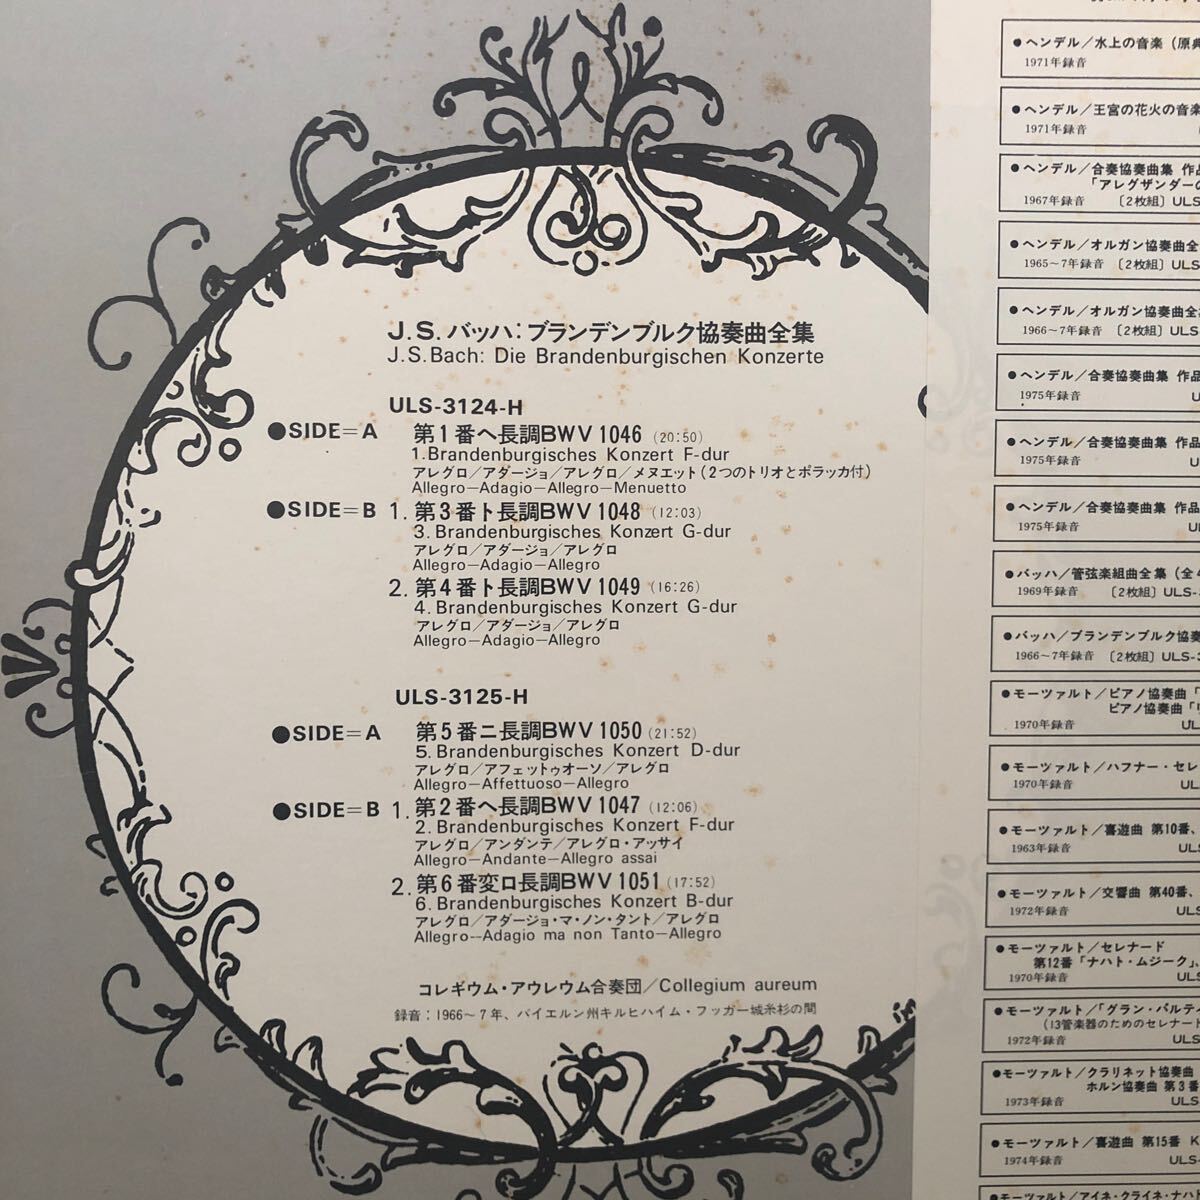 J.S.バッハ:ブランデンブルク協奏曲全集
J.S.Bach: Die Brandenburgischen Konzerte
ULS-3124-H
●SIDE=A 第1番ヘ長調BWV 1046 (20:50)
1.Brandenburgisches Konzert F-dur
アレグロ/アダージョ/アレグロ/メヌエット(2つのトリオとポラッカ付)
Allegro—Adagio—Allegro—Menuetto
●SIDE=B 1. 第3番ト長調BWV 1048 (12:03)
3. Brandenburgisches Konzert G-dur
アレグロ/アダージョ/アレグロ
Allegro—Adagio—Allegro
2. 第4番ト長調BWV 1049 (16:26)
4. Brandenburgisches Konzert G-dur
アレグロ/アダージョ/アレグロ
Allegro—Adagio—Allegro
ULS-3125-H
●SIDE=A 第5番ニ長調BWV 1050 (21:52)
5. Brandenburgisches Konzert D-dur
アレグロ/アフェットゥオーソ/アレグロ
Allegro—Affettuoso—Allegro
●SIDE=B 1. 第2番ヘ長調BWV 1047 (12:06)
2. Brandenburgisches Konzert F-dur
アレグロ/アンダンテ/アレグロ・アッサイ
Allegro—Andante—Allegro assai
2. 第6番変ロ長調BWV 1051 (17:52)
6. Brandenburgisches Konzert B-dur
アレグロ/アダージョ・マ・ノン・タント/アレグロ
Allegro--Adagio ma non Tanto—Allegro
コレギウム・アウレウム合奏団/Collegium aureum
録音:1966〜7年、バイエルン州キルヒハイム・フッガー城糸杉の間
●ヘンデル/水上の音楽(原典
1971年録音
●ヘンデル/王宮の花火の音楽
1971年録音
●ヘンデル/合奏協奏曲集 作品
「アレグザンダーの
1967年録音 〔2枚組〕ULS
●ヘンデル/オルガン協奏曲全
1965〜7年録音 〔2枚組〕ULS-
●ヘンデル/オルガン協奏曲全
1966〜7年録音 〔2枚組〕ULS-
●ヘンデル/合奏協奏曲集 作品
1975年録音 U
●ヘンデル/合奏協奏曲集 作品
1975年録音 U
●ヘンデル/合奏協奏曲集 作品
1975年録音 UL
●バッハ/管弦楽組曲全集(全4
1969年録音 〔2枚組〕ULS-
●バッハ/ブランデンブルク協奏
1966〜7年録音 〔2枚組〕ULS-3
●モーツァルト/ピアノ協奏曲「
ピアノ協奏曲「リ
1970年録音 UL
●モーツァルト/ハフナー・セレ
1970年録音 UL
●モーツァルト/喜遊曲 第10番、
1963年録音 ULS
●モーツァルト/交響曲 第40番、
1972年録音 ULS
●モーツァルト/セレナード
第12番「ナハト・ムジーク」、
1970年録音 ULS
●モーツァルト/「グラン・パルティ
(13管楽器のためのセレナード
1972年録音 ULS
●モーツァルト/クラリネット協奏曲
ホルン協奏曲 第3番
1973年録音 ULS
●モーツァルト/喜遊曲 第15番 K
1974年録音 ULS-
●モーツァルト/アイネ・クライネ・ナハ